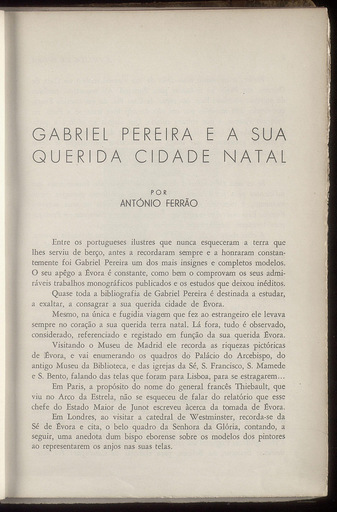 GABRIEL PEREIRA E A SUA
QUERIDA CIDADE NATAL
POR
ANTÓNIO FERRÃO
Entre os portugueses ilustres que nunca esqueceram a terra que
lhes serviu de berço, antes a recordaram sempre e a honraram constan-
temente foi Gabriel Pereira um dos mais insignes e completos modelos.
O seu apêgo a Évora é constante, como bem o comprovam os seus admi-
ráveis trabalhos monográficos publicados e os estudos que deixou inéditos.
Quase toda a bibliografia de Gabriel Pereira é destinada a estudar,
a exaltar, a consagrar a sua querida cidade de Évora.
Mesmo, na única e fugidia viagem que fez ao estrangeiro ele levava
sempre no coração a sua querida terra natal. Lá fora, tudo é observado,
considerado, referenciado e registado em função da sua querida Évora.
Visitando o Museu de Madrid ele recorda as riquezas pictóricas
de Évora, e vai enumerando os quadros do Palácio do Arcebispo, do
antigo Museu da Biblioteca, e das igrejas da Sé, S. Francisco, S. Mamede
e S. Bento, falando das telas que foram para Lisboa, para se estragarem...
Em Paris, a propósito do nome do general francês Thiebault, que
viu no Arco da Estrela, não se esqueceu de falar do relatório que esse
chefe do Estado Maior de Junot escreveu àcerca da tomada de Évora.
Em Londres, ao visitar a catedral de Westminster, recorda-se da
Sé de Évora e cita, o belo quadro da Senhora da Glória, contando, a
seguir, uma anedota dum bispo eborense sobre os modelos dos pintores
ao representarem os anjos nas suas telas.